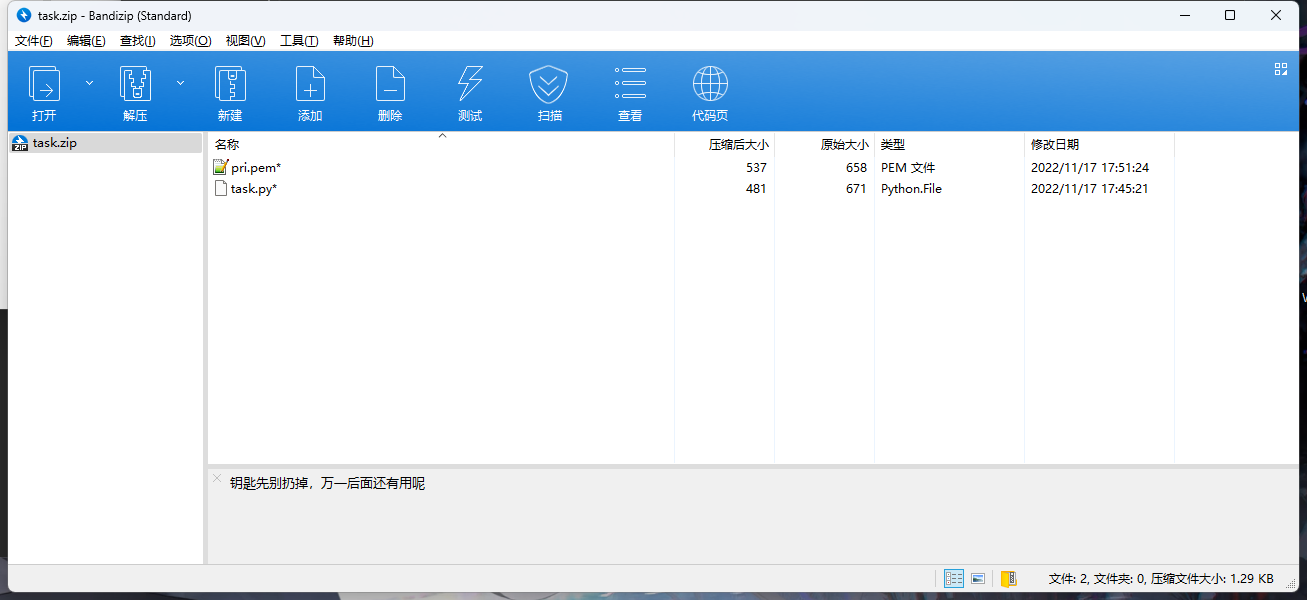 task.zip - Bandizip (Standard)
文件(F) 编辑(E) 查找(I) 选项(O) 视图(V) 工具(T) 帮助(H)
打开 解压 新建 添加 删除 测试 扫描 查看 代码页
ZIP task.zip
名称 压缩后大小 原始大小 类型 修改日期
pri.pem* 537 658 PEM 文件 2022/11/17 17:51:24
task.py* 481 671 Python.File 2022/11/17 17:45:21
钥匙先别扔掉，万一后面还有用呢
文件: 2, 文件夹: 0, 压缩文件大小: 1.29 KB